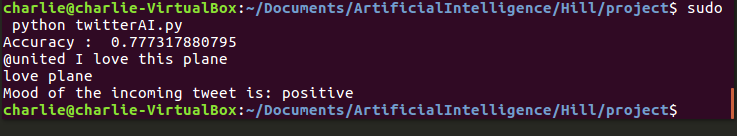 charlie@charlie-VirtualBox:~/Documents/ArtificialIntelligence/Hill/project$ sudo
python twitterAI.py
Accuracy :  0.777317880795
@united I love this plane
love plane
Mood of the incoming tweet is: positive
charlie@charlie-VirtualBox:~/Documents/ArtificialIntelligence/Hill/project$